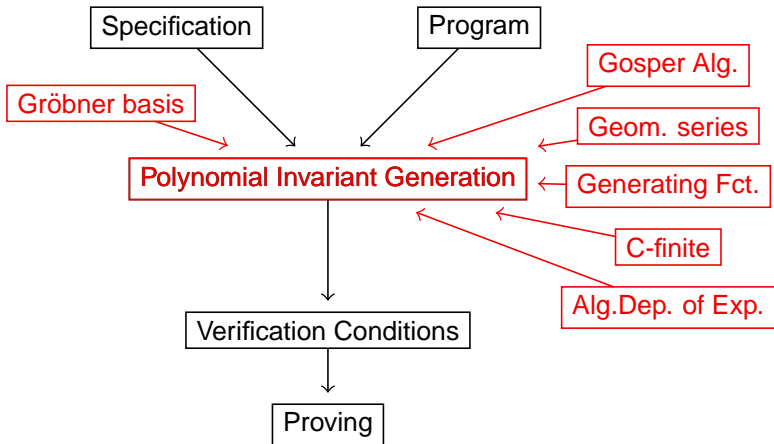 Specification
Program
Gosper Alg.
Gröbner basis
Geom. series
Polynomial Invariant Generation
Generating Fct.
C-finite
Alg.Dep. of Exp.
Verification Conditions
Proving